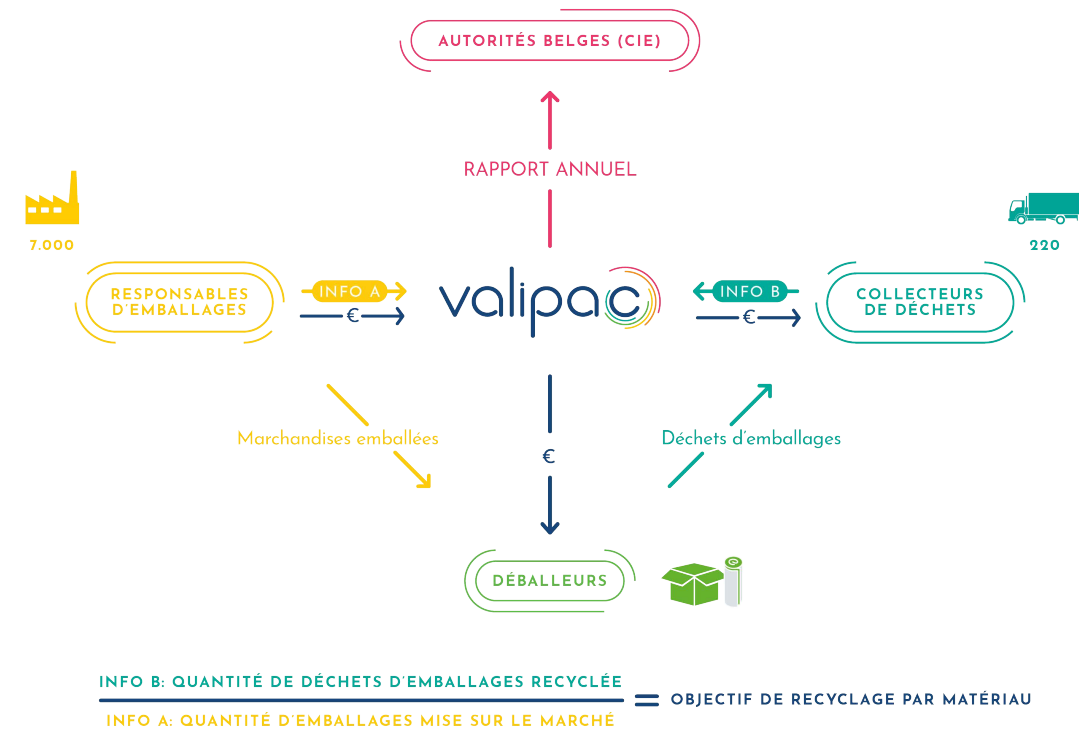 AUTORITÉS BELGES (CIE)
RAPPORT ANNUEL
7.000
220
RESPONSABLES
D'EMBALLAGES
INFO A
€
valipac
INFO B
€
COLLECTEURS
DE DÉCHETS
Marchandises emballées
Déchets d'emballages
€
DÉBALLEURS
INFO B: QUANTITÉ DE DÉCHETS D'EMBALLAGES RECYCLÉE
INFO A: QUANTITÉ D'EMBALLAGES MISE SUR LE MARCHÉ
= OBJECTIF DE RECYCLAGE PAR MATÉRIAU